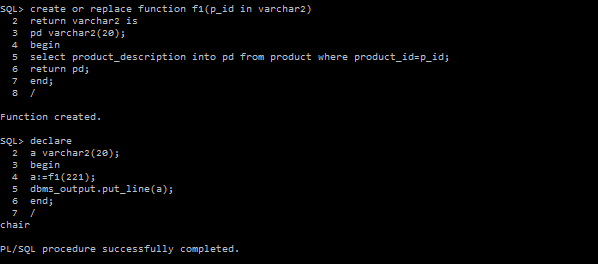 SQL> create or replace function f1(p_id in varchar2)
2 return varchar2 is
3 pd varchar2(20);
4 begin
5 select product_description into pd from product where product_id=p_id;
6 return pd;
7 end;
8 /
Function created.
SQL> declare
2 a varchar2(20);
3 begin
4 a:=f1(221);
5 dbms_output.put_line(a);
6 end;
7 /
chair
PL/SQL procedure successfully completed.